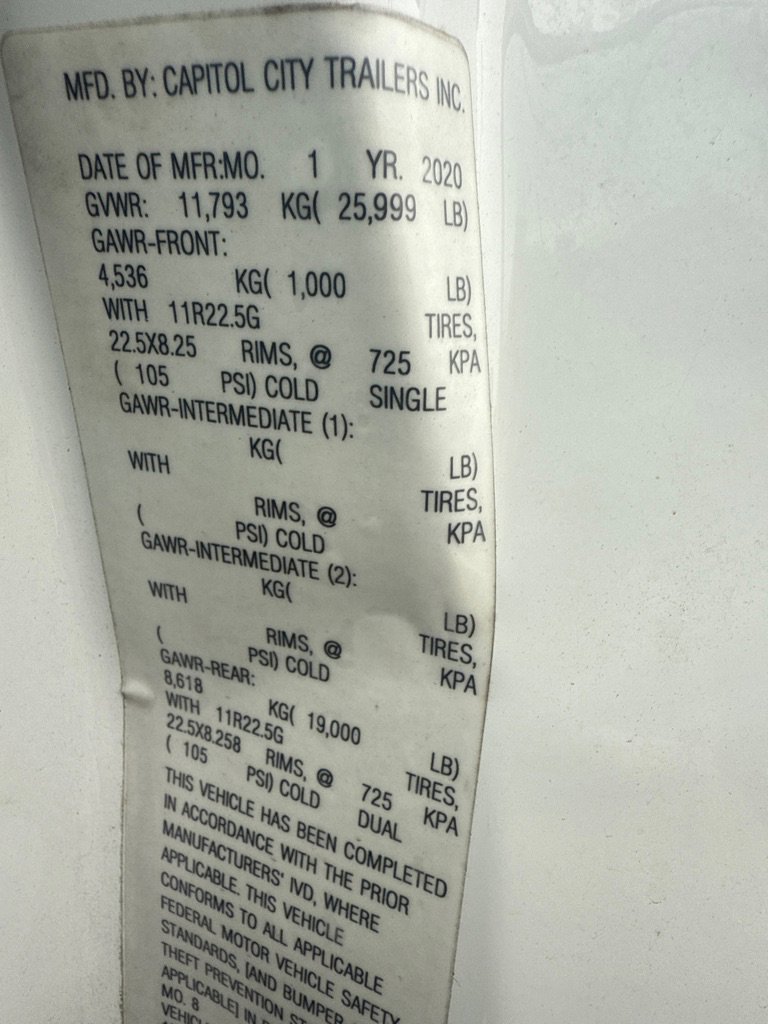 MFD. BY: CAPITOL CITY TRAILERS INC.
DATE OF MFR:MO. 1 YR. 2020
GVWR: 11,793 KG( 25,999 LB)
GAWR-FRONT:
4,536 KG( 1,000 LB)
WITH 11R22.5G TIRES,
22.5X8.25 RIMS, @ 725 KPA
( 105 PSI) COLD SINGLE
GAWR-INTERMEDIATE (1):
KG( LB)
WITH TIRES,
RIMS, @ KPA
( PSI) COLD
GAWR-INTERMEDIATE (2):
KG( LB)
WITH TIRES,
RIMS, @ KPA
( PSI) COLD
GAWR-REAR:
8,618 KG( 19,000 LB)
WITH 11R22.5G TIRES,
22.5X8.258 RIMS, @ 725 KPA
( 105 PSI) COLD DUAL
THIS VEHICLE HAS BEEN COMPLETED
IN ACCORDANCE WITH THE PRIOR
MANUFACTURERS' IVD, WHERE
APPLICABLE. THIS VEHICLE
CONFORMS TO ALL APPLICABLE
FEDERAL MOTOR VEHICLE SAFETY
STANDARDS, [AND BUMPER
THEFT PREVENTION
APPLICABLE] IN
MO. 8